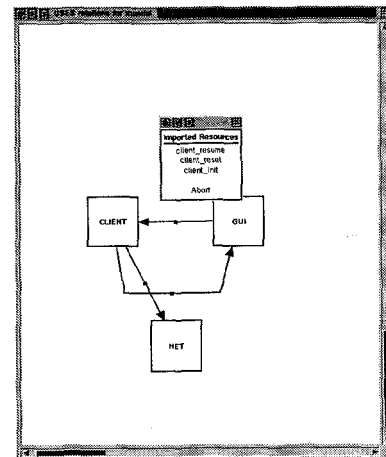 Imported Resources
client_resume
client_reset
client_init
Abort
CLIENT
GUI
NET